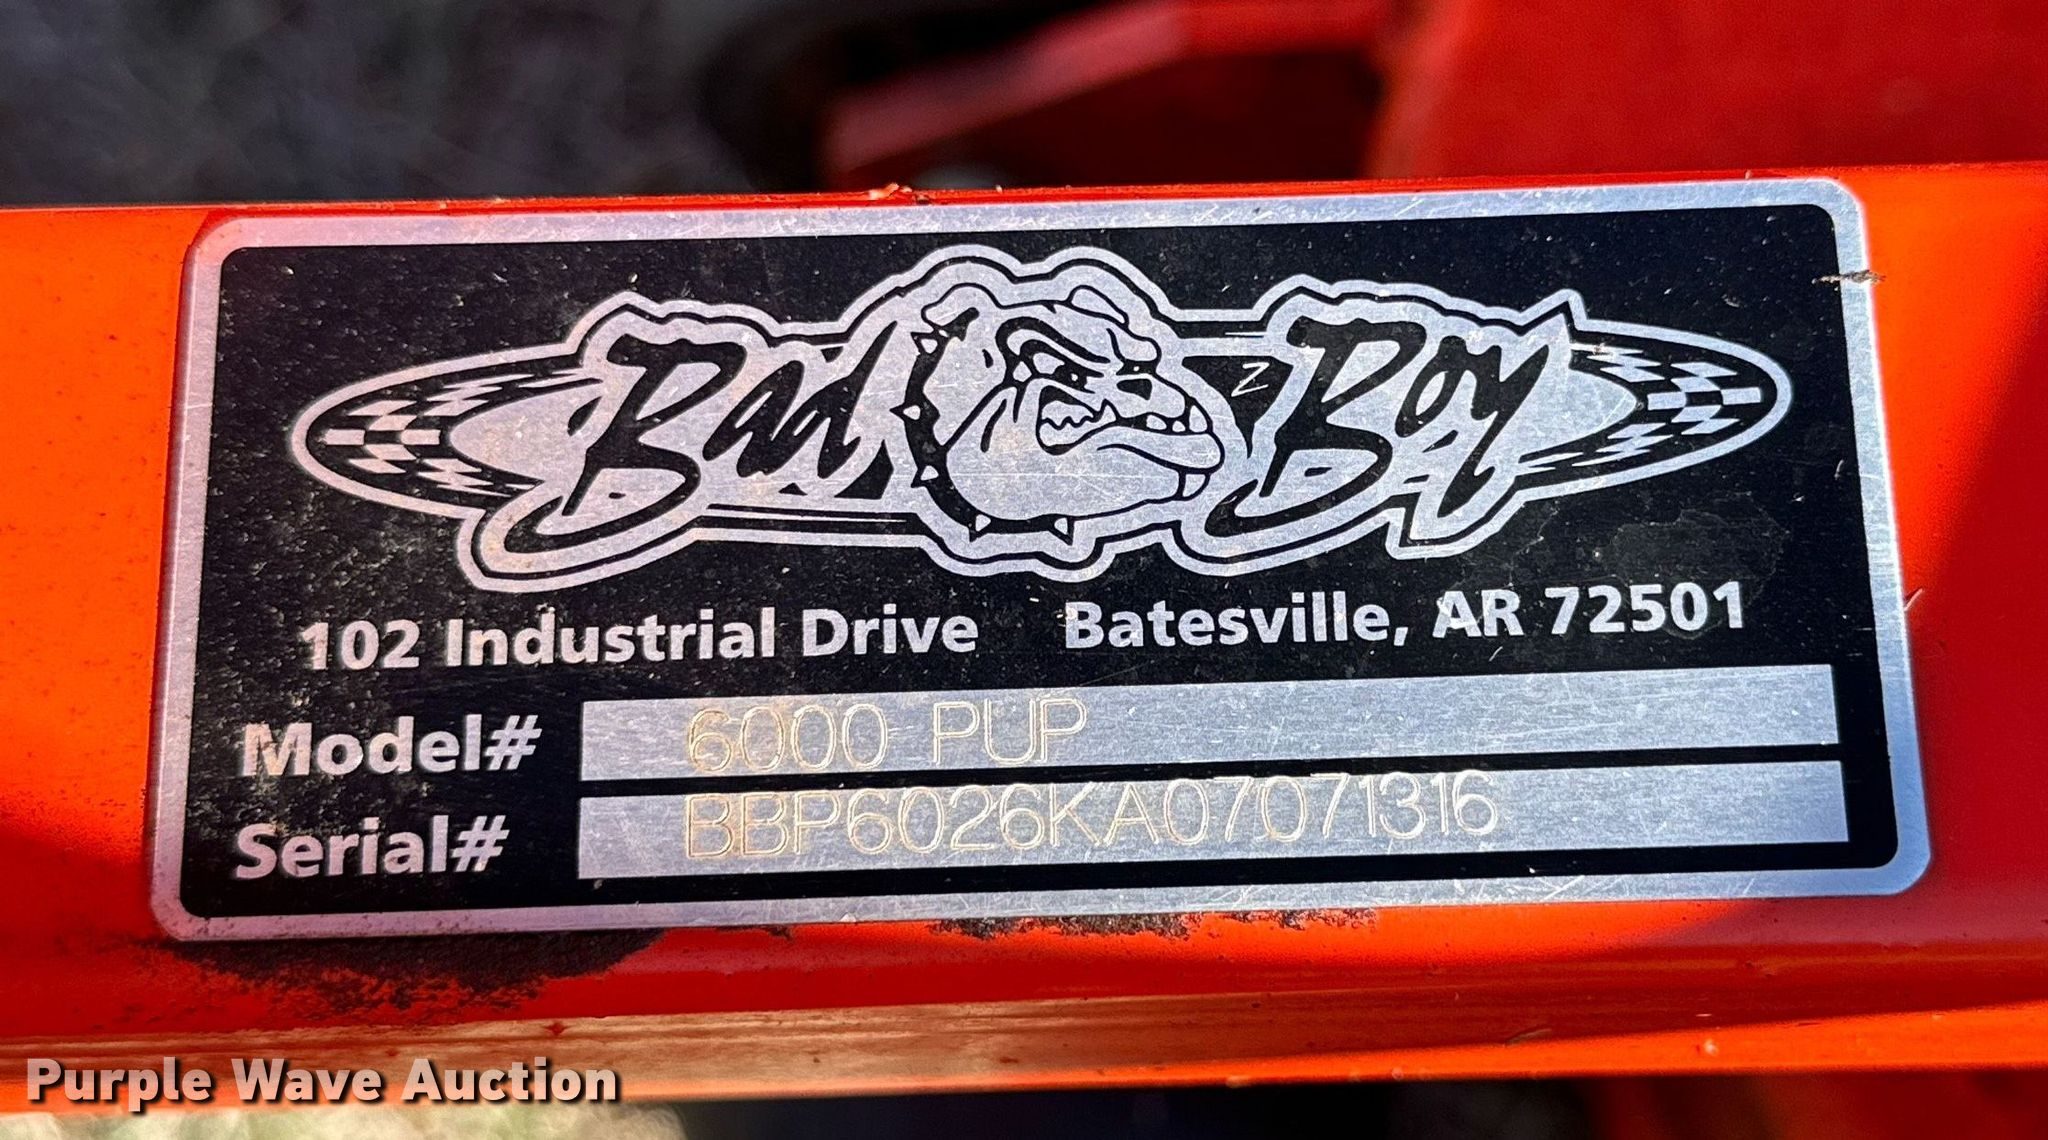 Bad Boy
Z
102 Industrial Drive Batesville, AR 72501
Model# 6000 PUP
Serial# BBP6026KA07071316
Purple Wave Auction